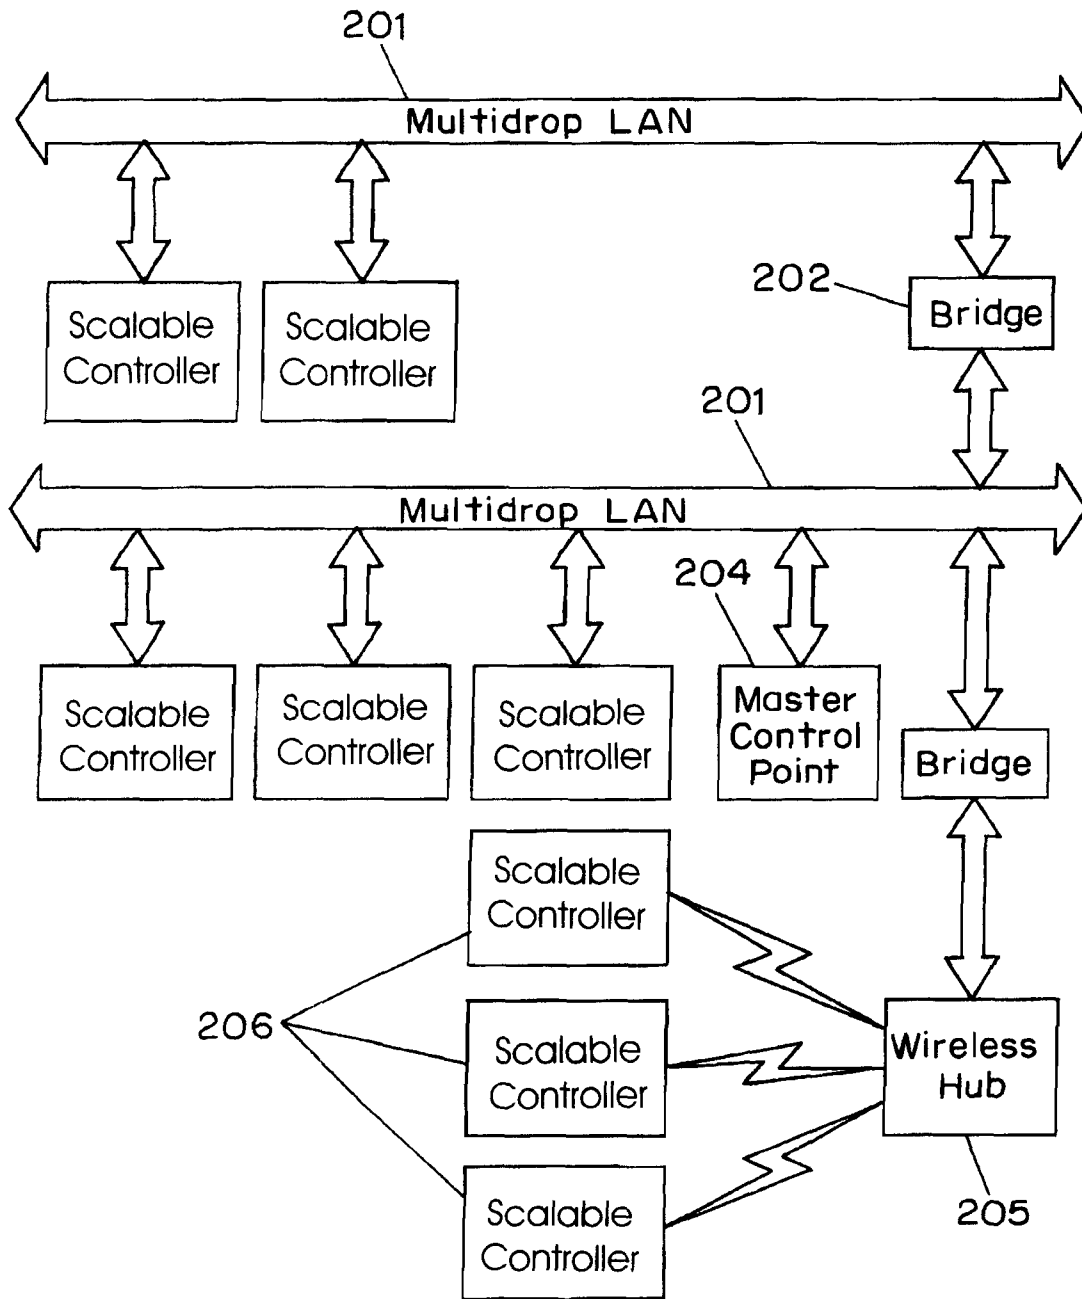 201
Multidrop LAN
Scalable
Controller
Scalable
Controller
202
Bridge
201
Multidrop LAN
204
Scalable
Controller
Scalable
Controller
Scalable
Controller
Master
Control
Point
Bridge
Scalable
Controller
206
Scalable
Controller
Wireless
Hub
Scalable
Controller
205